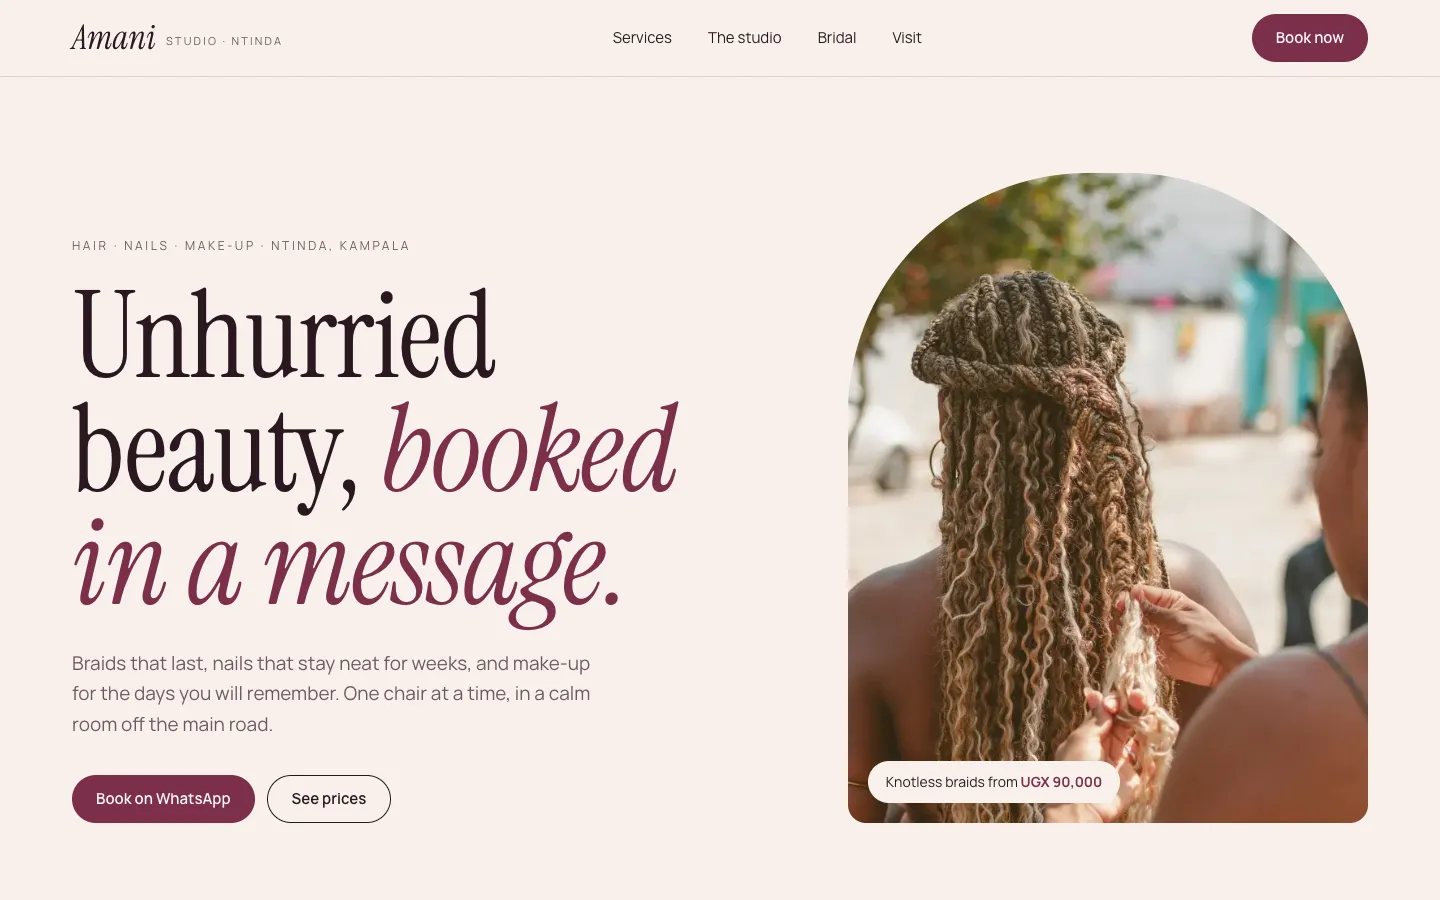 Amani STUDIO · NTINDA
Services The studio Bridal Visit
Book now
HAIR · NAILS · MAKE-UP · NTINDA, KAMPALA
Unhurried
beauty, booked
in a message.
Braids that last, nails that stay neat for weeks, and make-up
for the days you will remember. One chair at a time, in a calm
room off the main road.
Book on WhatsApp
See prices
Knotless braids from UGX 90,000